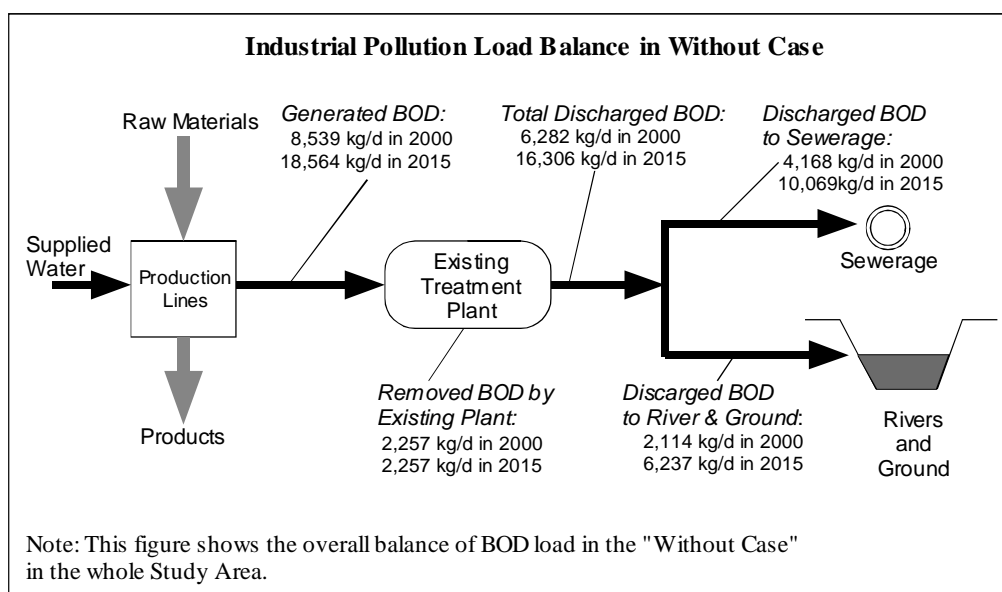 Industrial Pollution Load Balance in Without Case
Raw Materials
Generated BOD:
8,539 kg/d in 2000
18,564 kg/d in 2015
Total Discharged BOD:
6,282 kg/d in 2000
16,306 kg/d in 2015
Discharged BOD
to Sewerage:
4,168 kg/d in 2000
10,069kg/d in 2015
Supplied
Water
Production
Lines
Existing
Treatment
Plant
Sewerage
Removed BOD by
Existing Plant:
2,257 kg/d in 2000
2,257 kg/d in 2015
Discarged BOD
to River & Ground:
2,114 kg/d in 2000
6,237 kg/d in 2015
Products
Rivers
and
Ground
Note: This figure shows the overall balance of BOD load in the "Without Case"
in the whole Study Area.